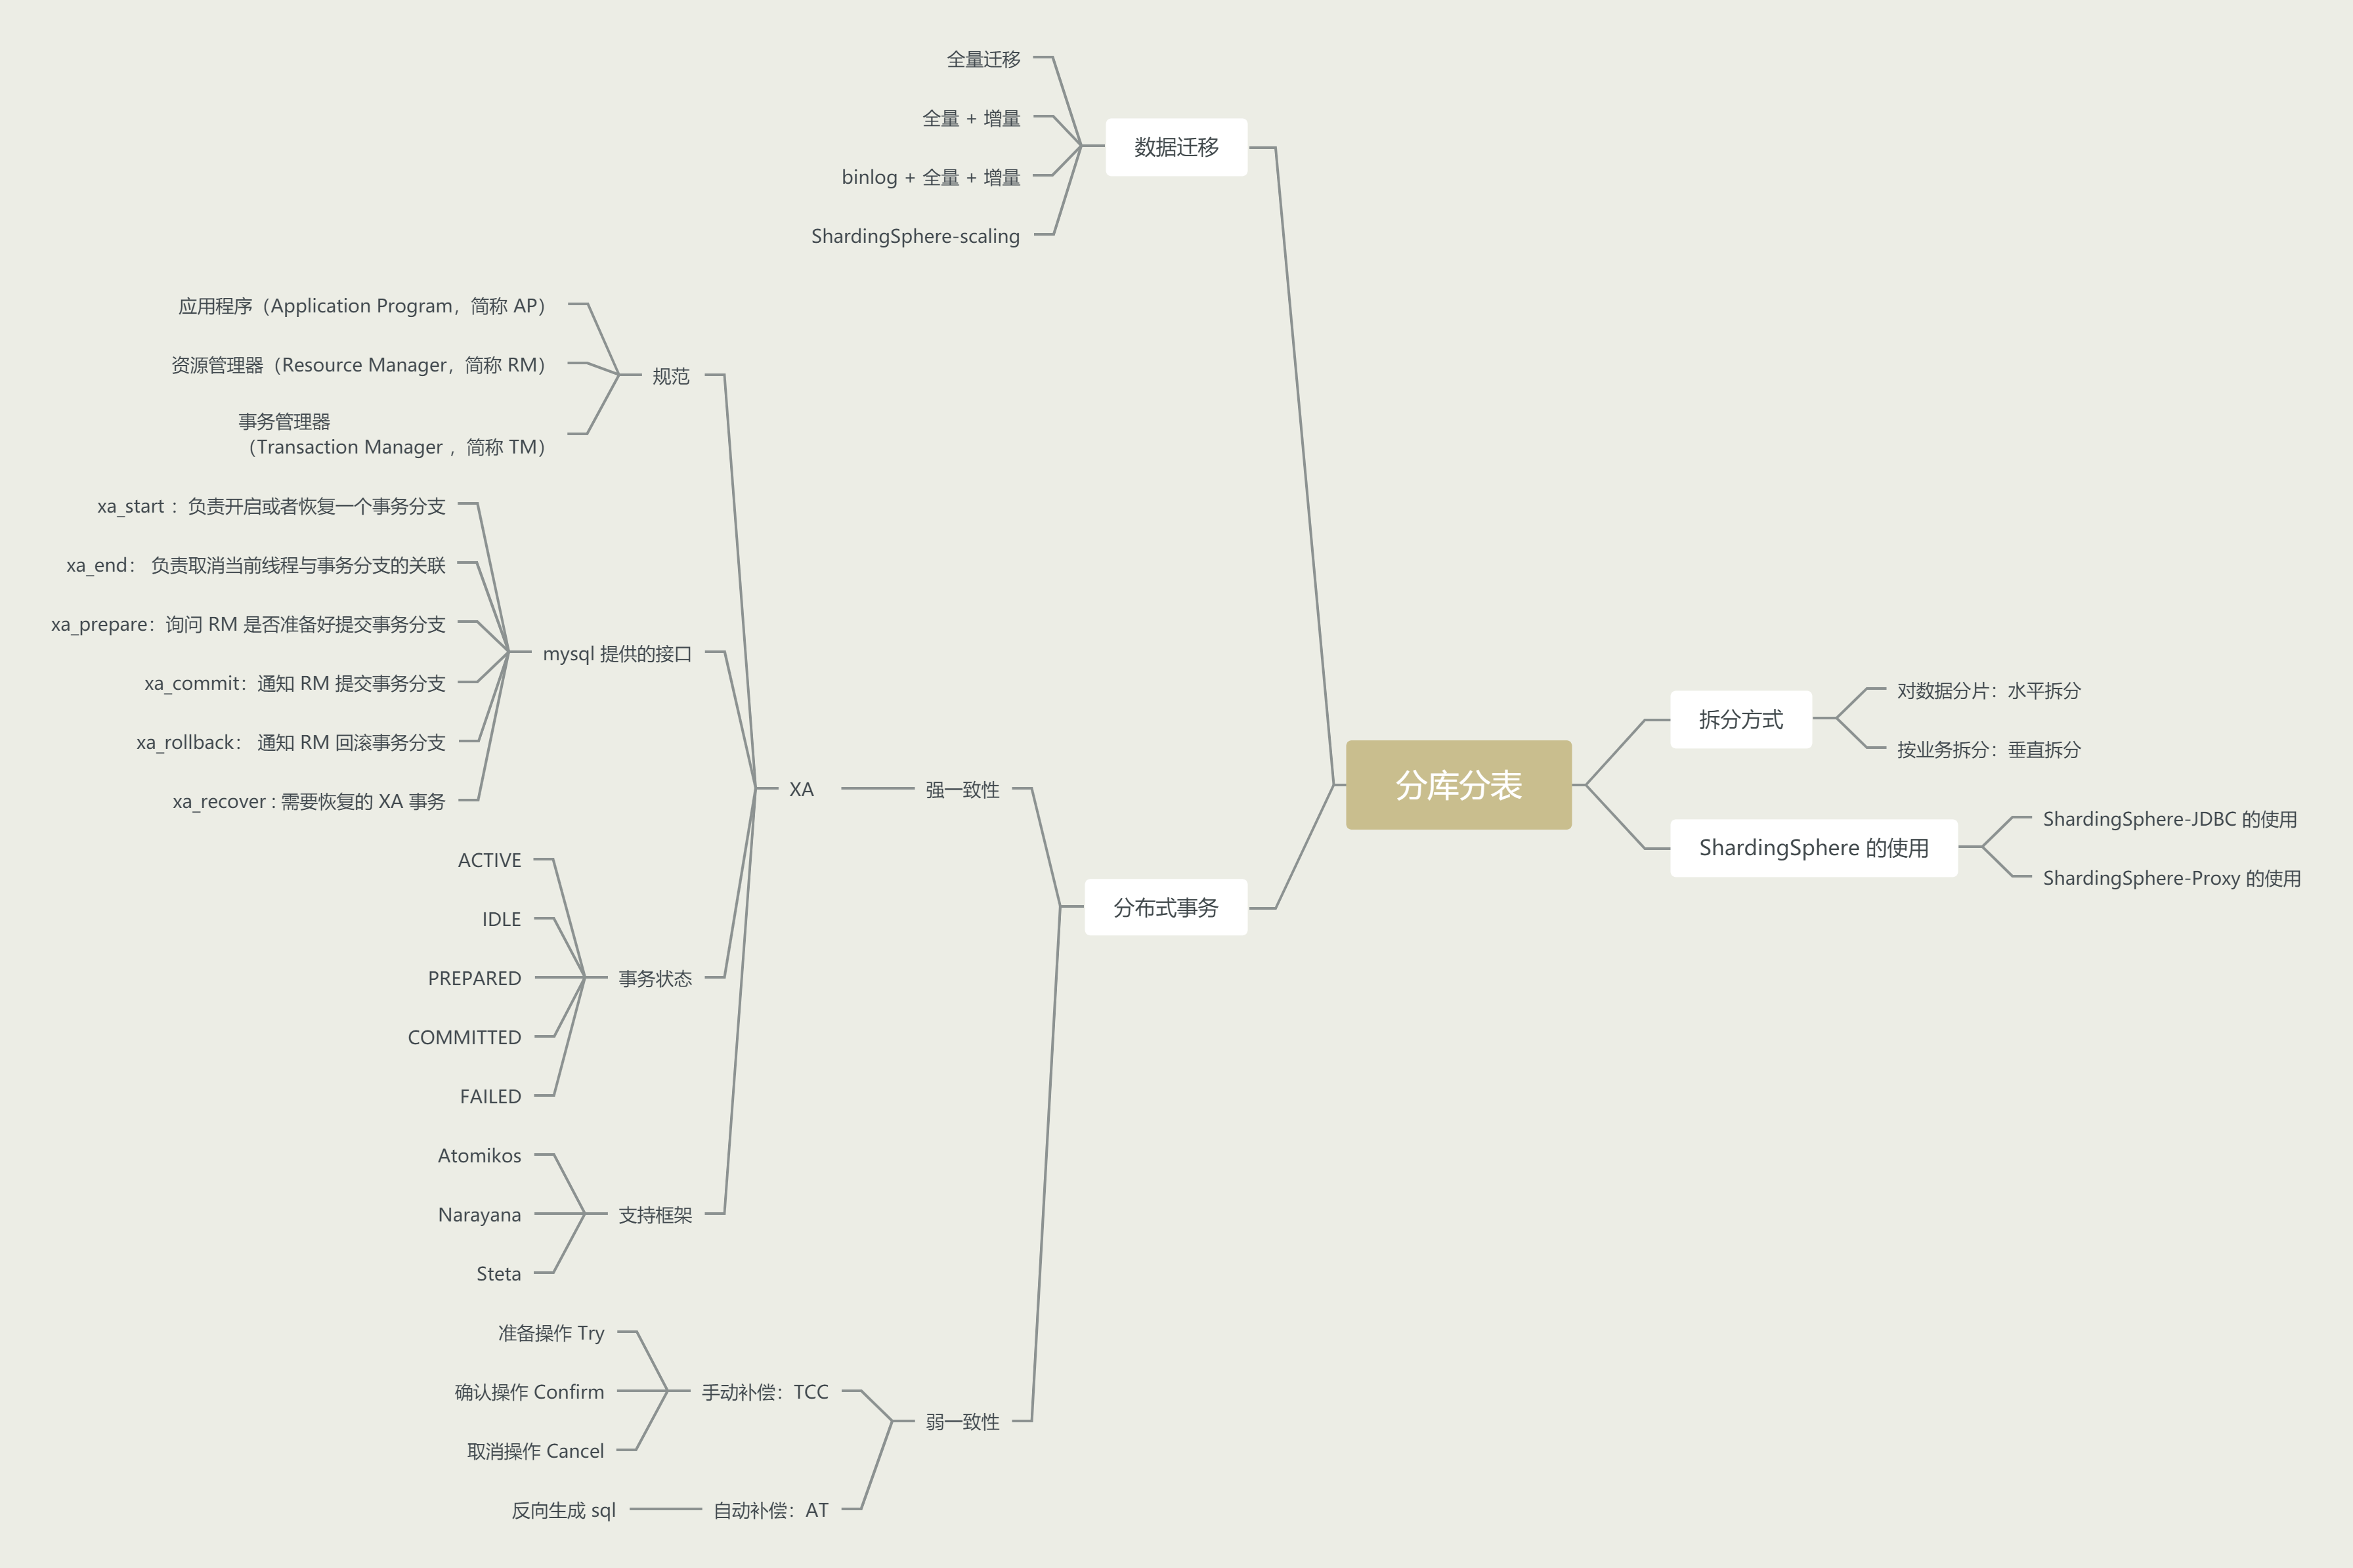 全量迁移
全量 + 增量
数据迁移
binlog + 全量 + 增量
ShardingSphere-scaling
应用程序（Application Program，简称 AP）
资源管理器（Resource Manager，简称 RM）
规范
事务管理器
（Transaction Manager ，简称 TM）
xa_start ：负责开启或者恢复一个事务分支
xa_end： 负责取消当前线程与事务分支的关联
xa_prepare：询问 RM 是否准备好提交事务分支
mysql 提供的接口
xa_commit：通知 RM 提交事务分支
xa_rollback： 通知 RM 回滚事务分支
xa_recover : 需要恢复的 XA 事务
XA
强一致性
分库分表
拆分方式
对数据分片：水平拆分
按业务拆分：垂直拆分
ShardingSphere 的使用
ShardingSphere-JDBC 的使用
ShardingSphere-Proxy 的使用
分布式事务
ACTIVE
IDLE
PREPARED
事务状态
COMMITTED
FAILED
Atomikos
Narayana
支持框架
Steta
准备操作 Try
确认操作 Confirm
手动补偿：TCC
取消操作 Cancel
弱一致性
反向生成 sql
自动补偿：AT